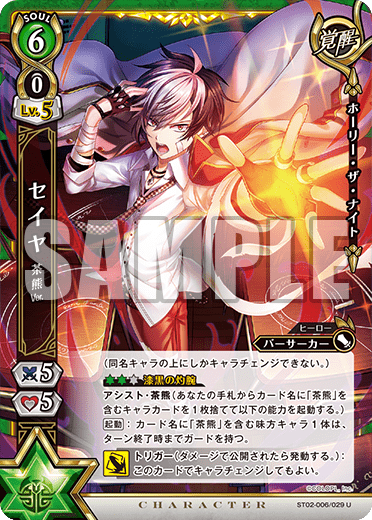 SOUL
6
0
Lv.5
覚醒
ホーリー・ザ・ナイト
セイヤ 茶熊Ver.
SAMPLE
ヒーロー
バーサーカー
5
5
(同名キャラの上にしかキャラチェンジできない。)
漆黒の灼腕
アシスト・茶熊(あなたの手札からカード名に「茶熊」を
含むキャラカードを1枚捨てて以下の能力を起動する。)
起動: カード名に「茶熊」を含む味方キャラ1体は、
ターン終了時までガードを持つ。
トリガー(ダメージで公開されたら発動する。):
このカードでキャラチェンジしてもよい。
©COLOPL, Inc.
CHARACTER
ST02-006/029 U